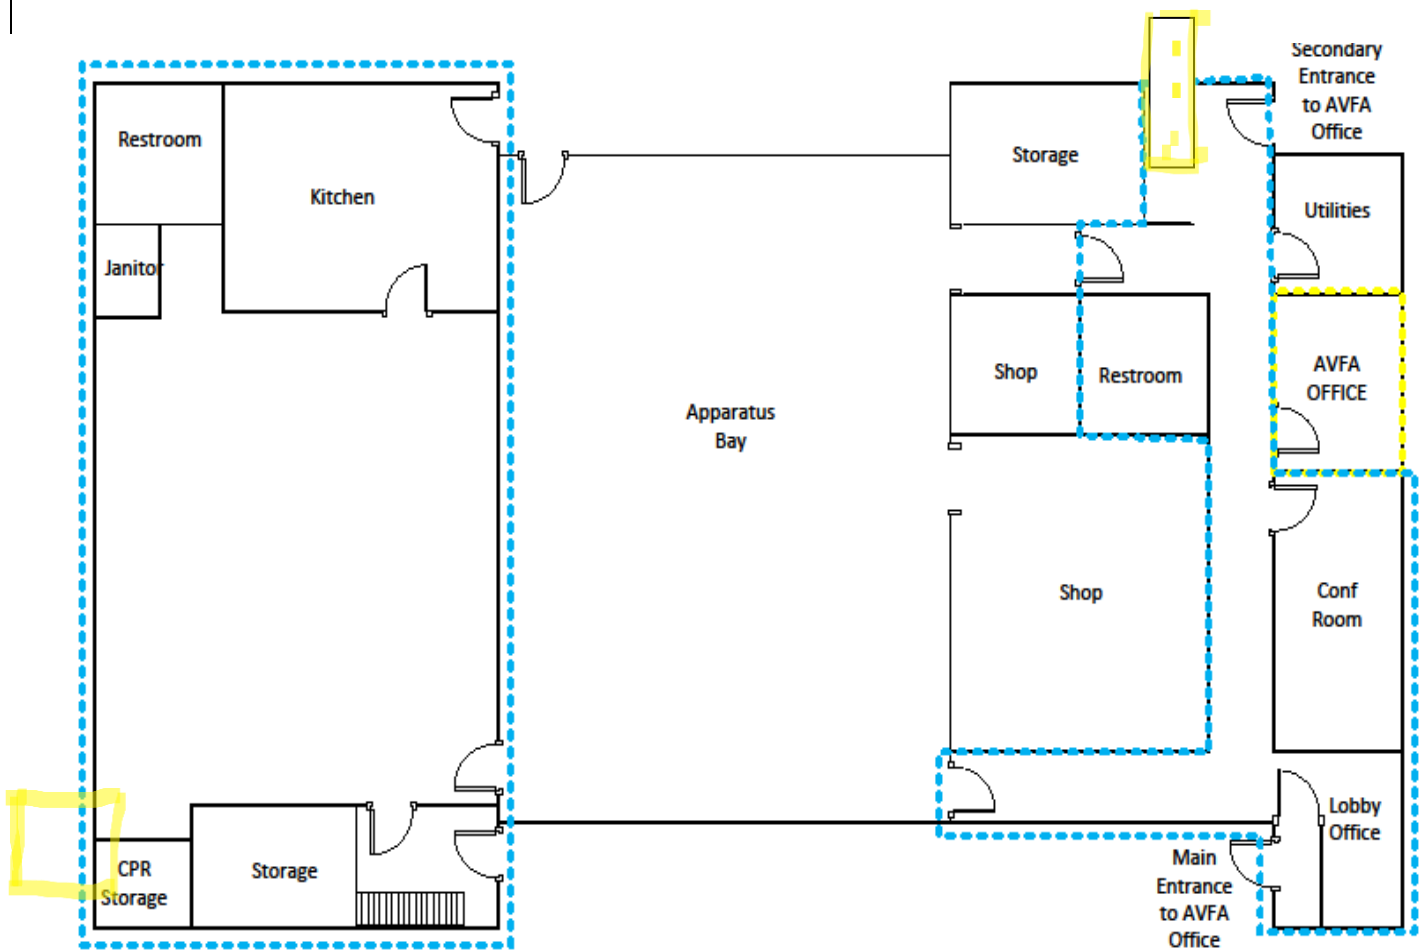 Secondary
Entrance
to AVFA
Office
Restroom
Kitchen
Storage
Utilities
Janitor
Shop
Restroom
AVFA
OFFICE
Apparatus
Bay
Shop
Conf
Room
Lobby
Office
CPR
Storage
Storage
Main
Entrance
to AVFA
Office